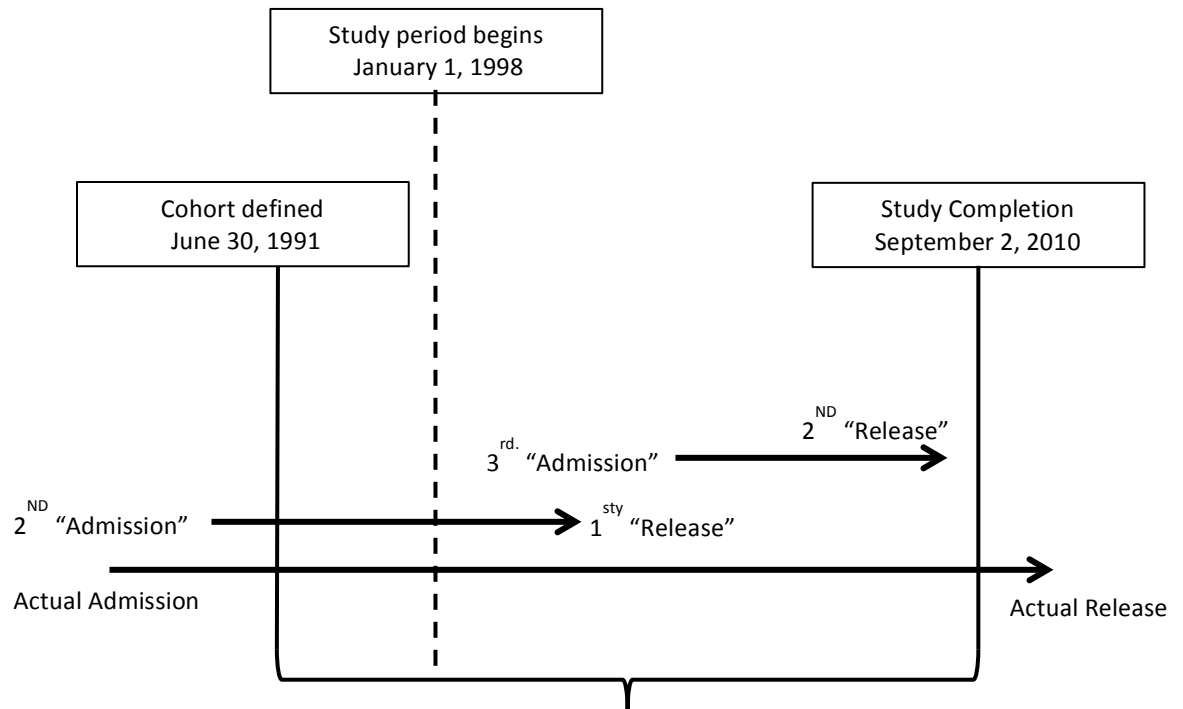 Study period begins
January 1, 1998
Cohort defined
June 30, 1991
Study Completion
September 2, 2010
2ND “Release”
3rd. “Admission”
2ND “Admission”
1sty “Release”
Actual Admission
Actual Release